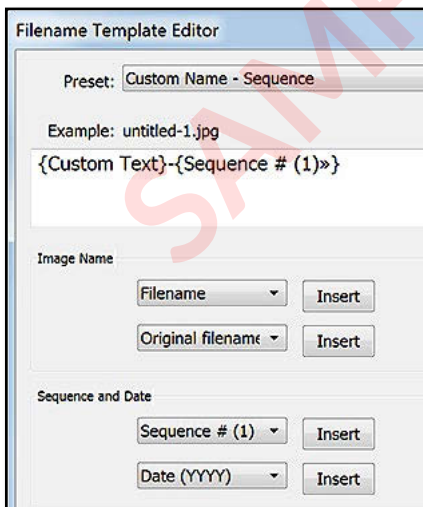 Filename Template Editor
Preset: Custom Name - Sequence
Example: untitled-1.jpg
{Custom Text}-{Sequence # (1)»}
Image Name
Filename Insert
Original filename Insert
Sequence and Date
Sequence # (1) Insert
Date (YYYY) Insert